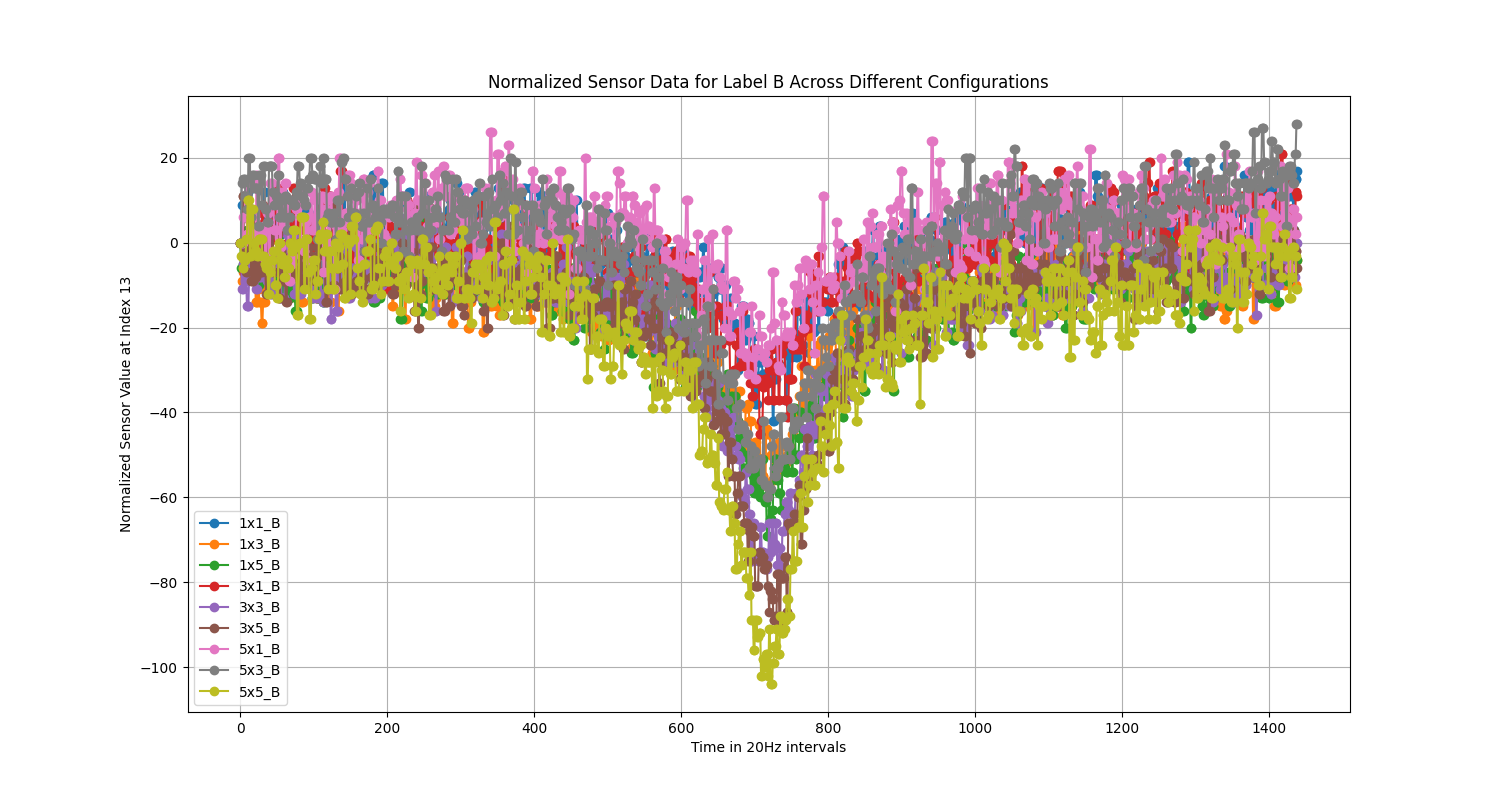 Normalized Sensor Data for Label B Across Different Configurations
Normalized Sensor Value at Index 13
20
0
−20
−40
−60
−80
−100
1x1_B
1x3_B
1x5_B
3x1_B
3x3_B
3x5_B
5x1_B
5x3_B
5x5_B
0
200
400
600
800
1000
1200
1400
Time in 20Hz intervals